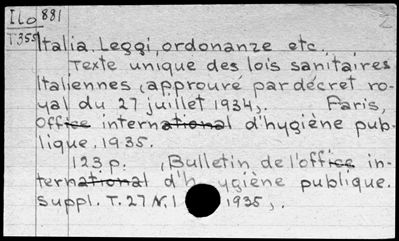 Ilo 881 Z
T.355 Italia. Leggi, ordonanze etc.,
Texte unique des lois sanitaires
Italiennes (approuvé par décret ro-
yal du 27 juillet 1934,. Paris,
Office international d'hygiène pub-
lique, 1935.
123 p. (Bulletin de l'office in-
ternational d'hygiène publique.
Suppl. T. 27 N. 1 1935,.